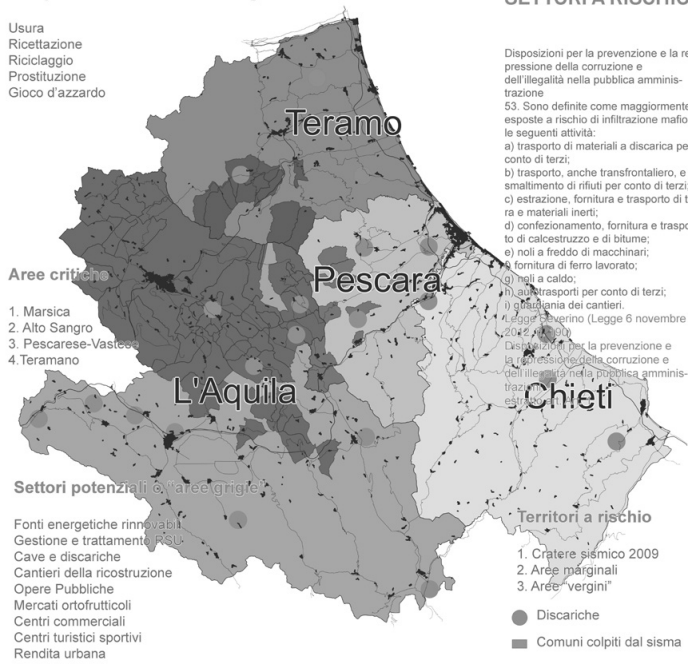 SETTORI A RISCHIO
Usura
Ricettazione
Riciclaggio
Prostituzione
Gioco d'azzardo
Disposizioni per la prevenzione e la re
pressione della corruzione e
dell'illegalità nella pubblica amminis-
trazione
53. Sono definite come maggiormente
esposte a rischio di infiltrazione mafio
le seguenti attività:
a) trasporto di materiali a discarica pe
conto di terzi;
b) trasporto, anche transfrontaliero, e
smaltimento di rifiuti per conto di terzi;
c) estrazione, fornitura e trasporto di t
ra e materiali inerti;
d) confezionamento, fornitura e traspo
to di calcestruzzo e di bitume;
e) noli a freddo di macchinari;
f) fornitura di ferro lavorato;
g) noli a caldo;
h) autotrasporti per conto di terzi;
i) guardiania dei cantieri.
Legge Severino (Legge 6 novembre
2012
Disposizioni per la prevenzione e
la repressione della corruzione e
dell'illegalità nella pubblica amminis-
Teramo
Pescara
L'Aquila
Chieti
Aree critiche
1. Marsica
2. Alto Sangro
3. Pescarese-Vastese
4.Teramano
Settori potenziali o "aree grigie"
Fonti energetiche rinnovabili
Gestione e trattamento RSU
Cave e discariche
Cantieri della ricostruzione
Opere Pubbliche
Mercati ortofrutticoli
Centri commerciali
Centri turistici sportivi
Rendita urbana
Territori a rischio
1. Cratere sismico 2009
2. Aree marginali
3. Aree "vergini"
Discariche
Comuni colpiti dal sisma